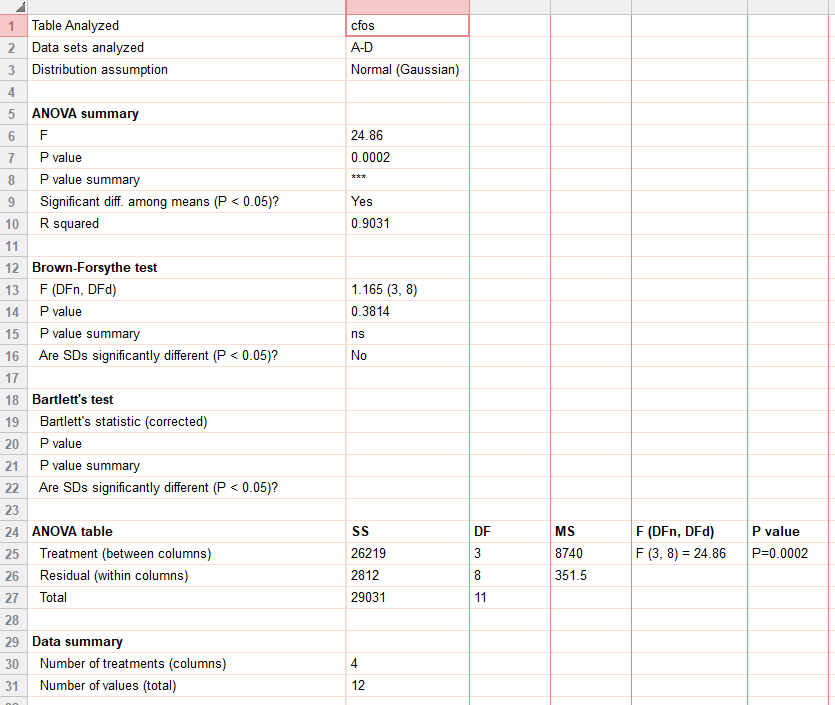 1 Table Analyzed cfos
2 Data sets analyzed A-D
3 Distribution assumption Normal (Gaussian)
4
5 ANOVA summary
6 F 24.86
7 P value 0.0002
8 P value summary ***
9 Significant diff. among means (P < 0.05)? Yes
10 R squared 0.9031
11
12 Brown-Forsythe test
13 F (DFn, DFd) 1.165 (3, 8)
14 P value 0.3814
15 P value summary ns
16 Are SDs significantly different (P < 0.05)? No
17
18 Bartlett's test
19 Bartlett's statistic (corrected)
20 P value
21 P value summary
22 Are SDs significantly different (P < 0.05)?
23
24 ANOVA table SS DF MS F (DFn, DFd) P value
25 Treatment (between columns) 26219 3 8740 F (3, 8) = 24.86 P=0.0002
26 Residual (within columns) 2812 8 351.5
27 Total 29031 11
28
29 Data summary
30 Number of treatments (columns) 4
31 Number of values (total) 12